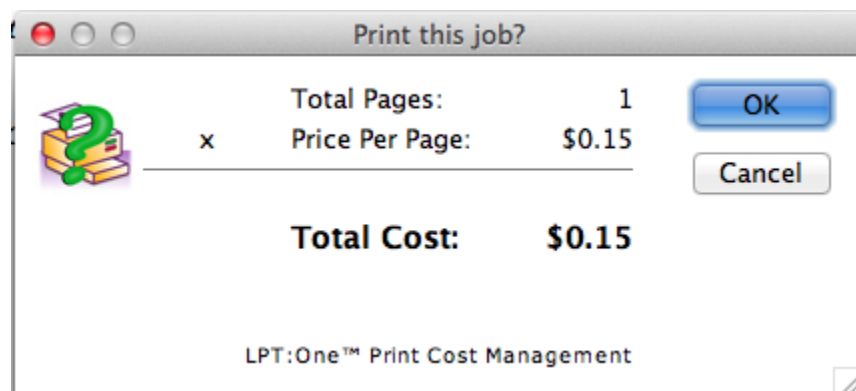 Print this job?
Total Pages: 1
x Price Per Page: $0.15
OK
Cancel
Total Cost: $0.15
LPT:One™ Print Cost Management